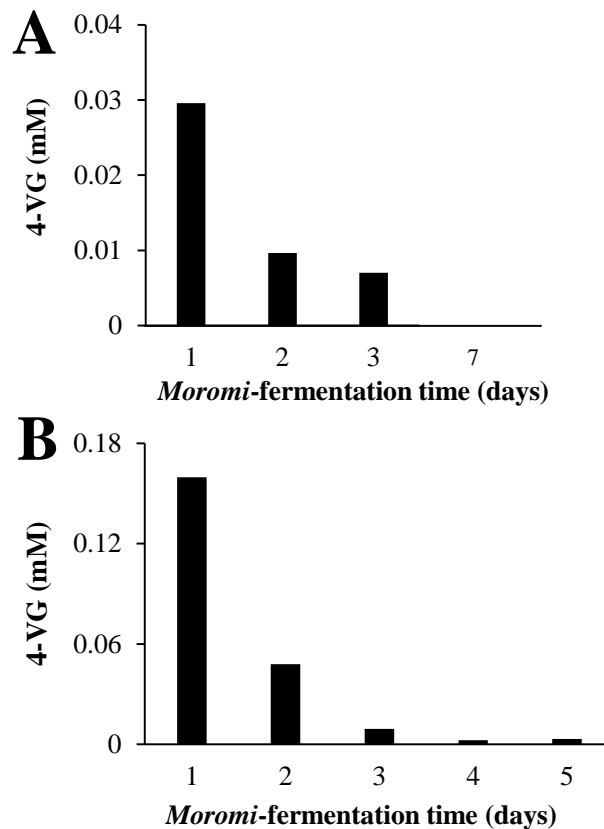 A
4-VG (mM)
0.04
0.03
0.02
0.01
0
1 2 3 7
Moromi-fermentation time (days)
B
4-VG (mM)
0.18
0.12
0.06
0
1 2 3 4 5
Moromi-fermentation time (days)